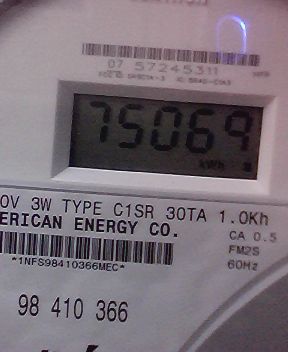 07 57245311
75069
kWh
0V 3W TYPE C1SR 30TA 1.0Kh
ERICAN ENERGY CO.
CA 0.5
FM2S
60Hz
*1NFS98410366MEC*
98 410 366